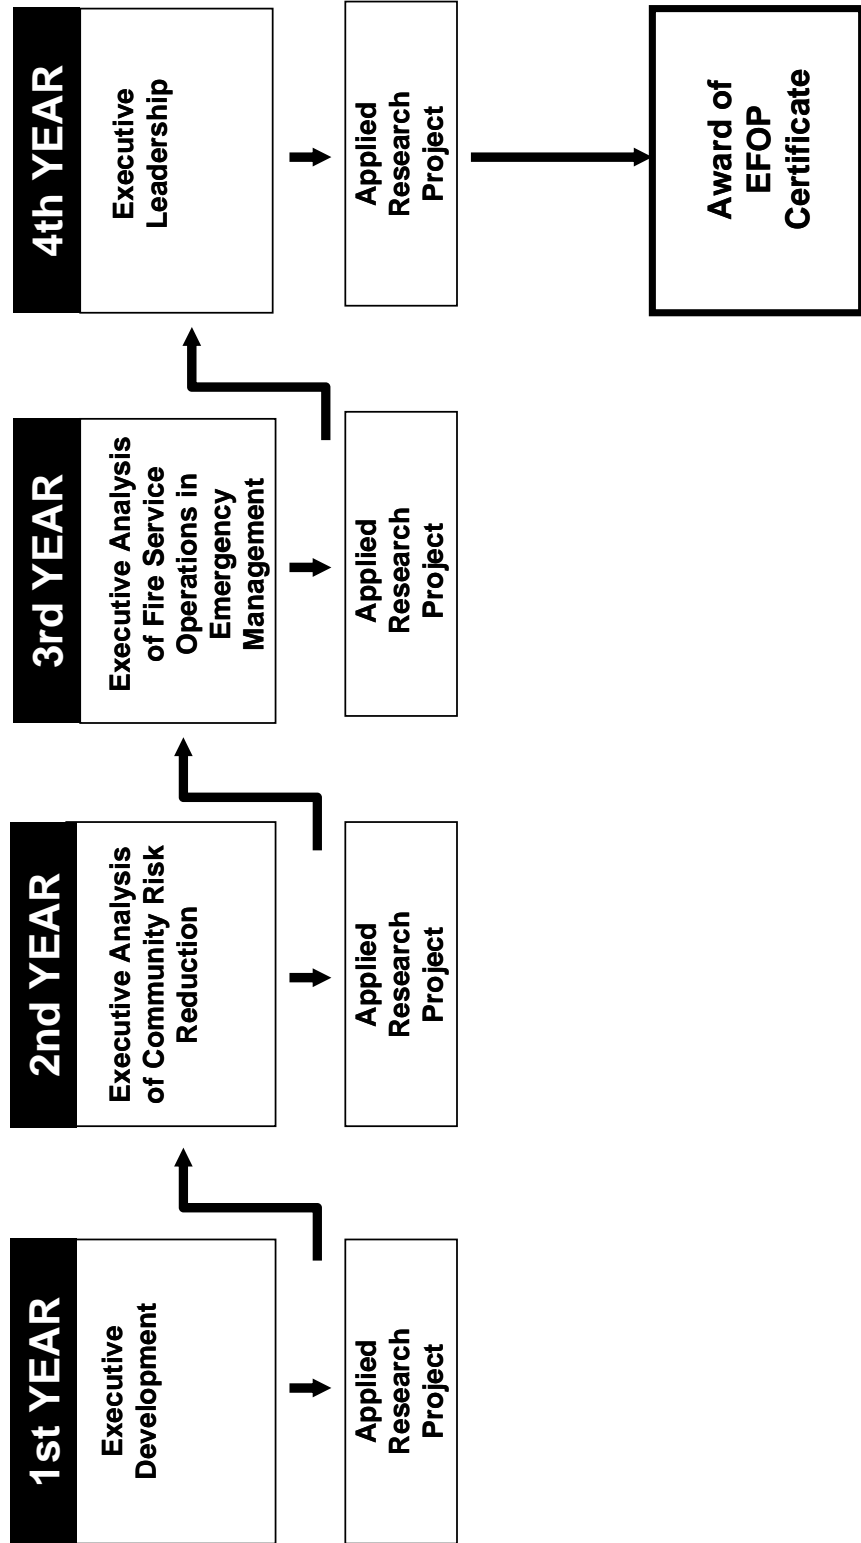 1st YEAR
Executive
Development
Applied
Research
Project
2nd YEAR
Executive Analysis
of Community Risk
Reduction
Applied
Research
Project
3rd YEAR
Executive Analysis
of Fire Service
Operations in
Emergency
Management
Applied
Research
Project
4th YEAR
Executive
Leadership
Applied
Research
Project
Award of
EFOP
Certificate